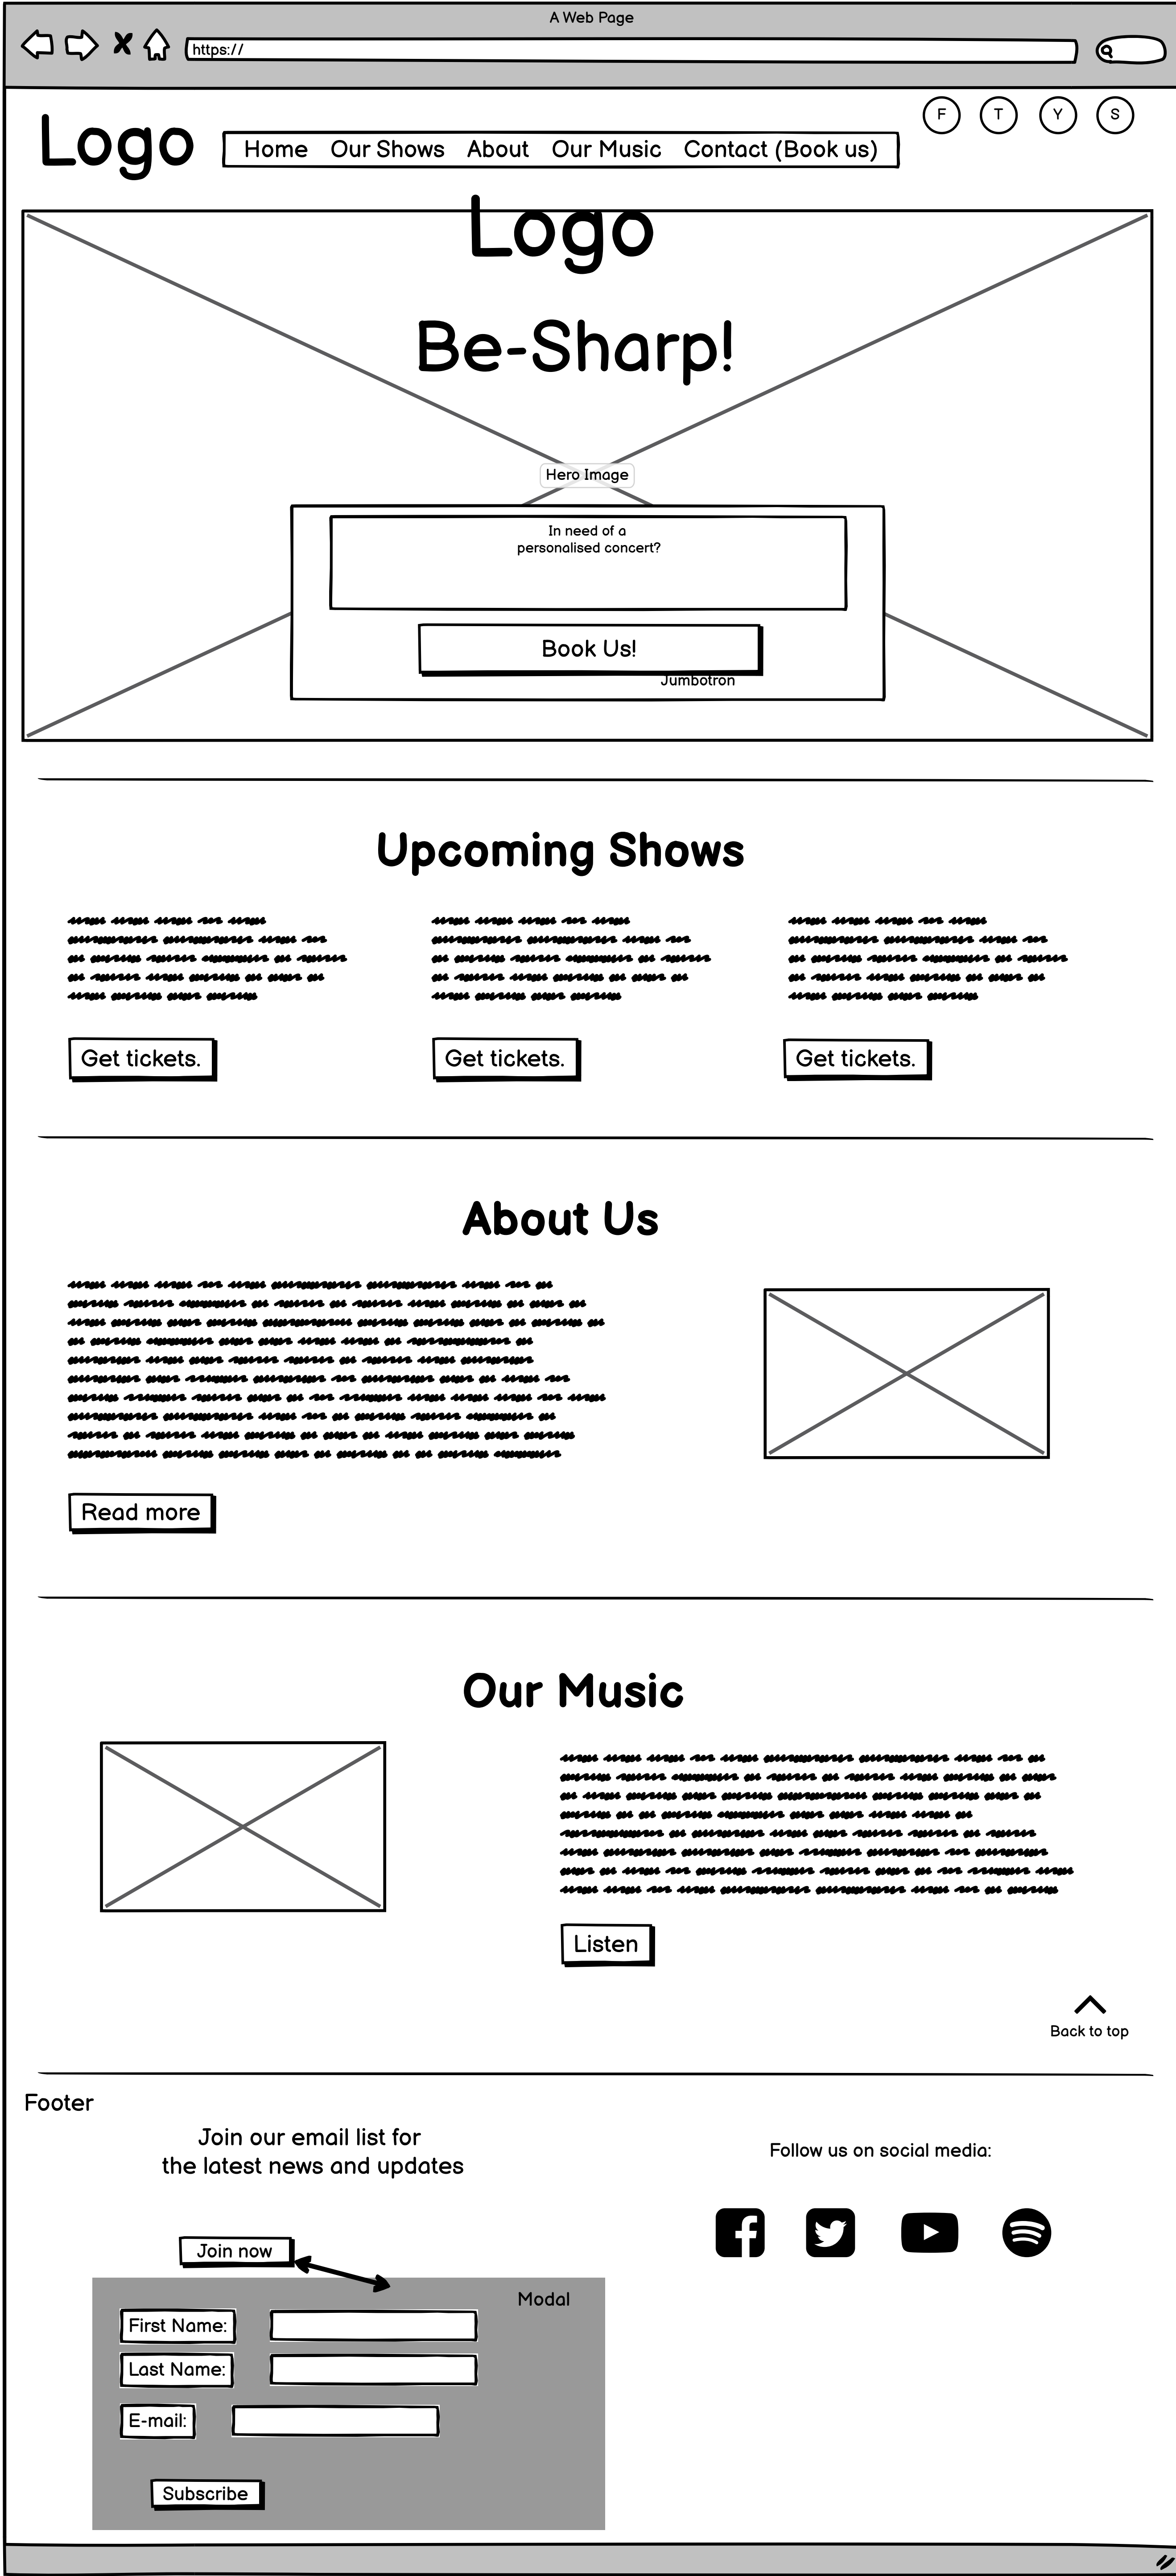 A Web Page
https://
F T Y S
Logo
Home Our Shows About Our Music Contact (Book us)
Logo
Be-Sharp!
Hero Image
In need of a
personalised concert?
Book Us!
Jumbotron
Upcoming Shows
Get tickets. Get tickets. Get tickets.
About Us
Read more
Our Music
Listen
Back to top
Footer
Join our email list for
the latest news and updates
Follow us on social media:
Join now
Modal
First Name:
Last Name:
E-mail:
Subscribe